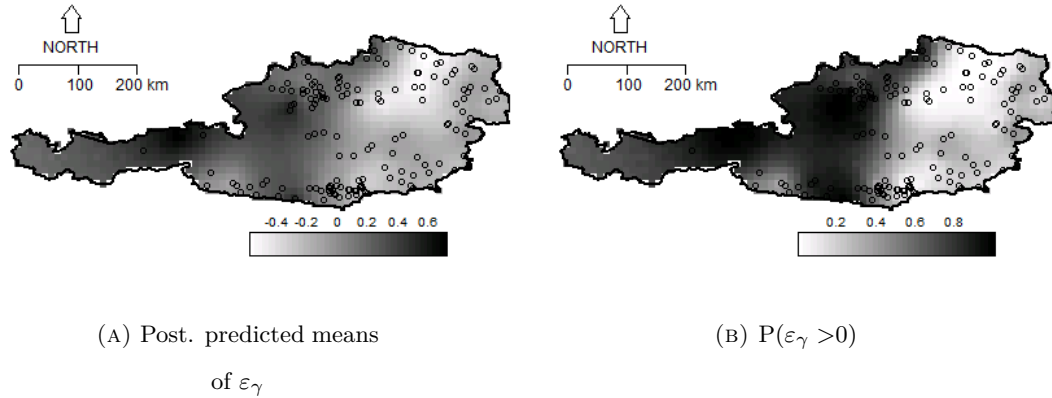 NORTH
0 100 200 km
-0.4 -0.2 0 0.2 0.4 0.6
(A) Post. predicted means
of εγ
NORTH
0 100 200 km
0.2 0.4 0.6 0.8
(B) P(εγ >0)